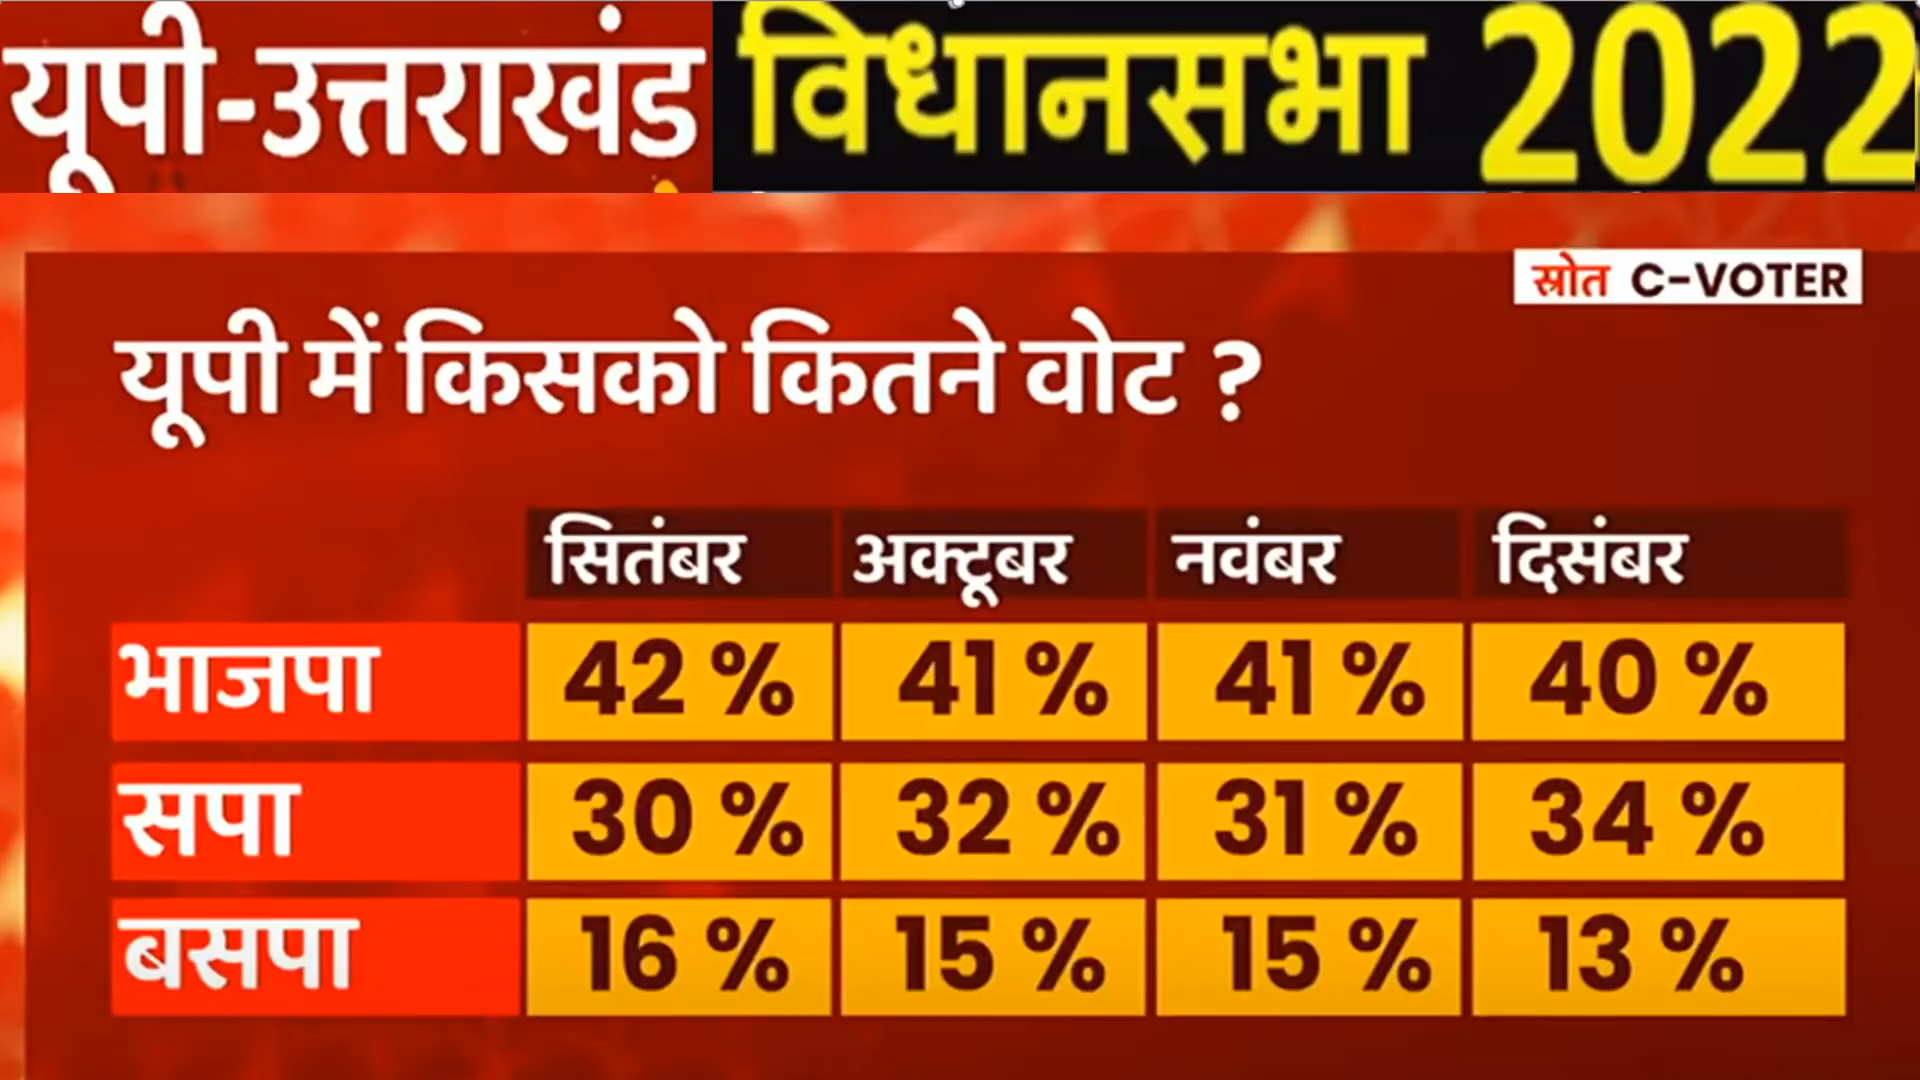 यूपी-उत्तराखंड विधानसभा 2022
स्रोत C-VOTER
यूपी में किसको कितने वोट ?
सितंबर अक्टूबर नवंबर दिसंबर
भाजपा 42 % 41 % 41 % 40 %
सपा 30 % 32 % 31 % 34 %
बसपा 16 % 15 % 15 % 13 %